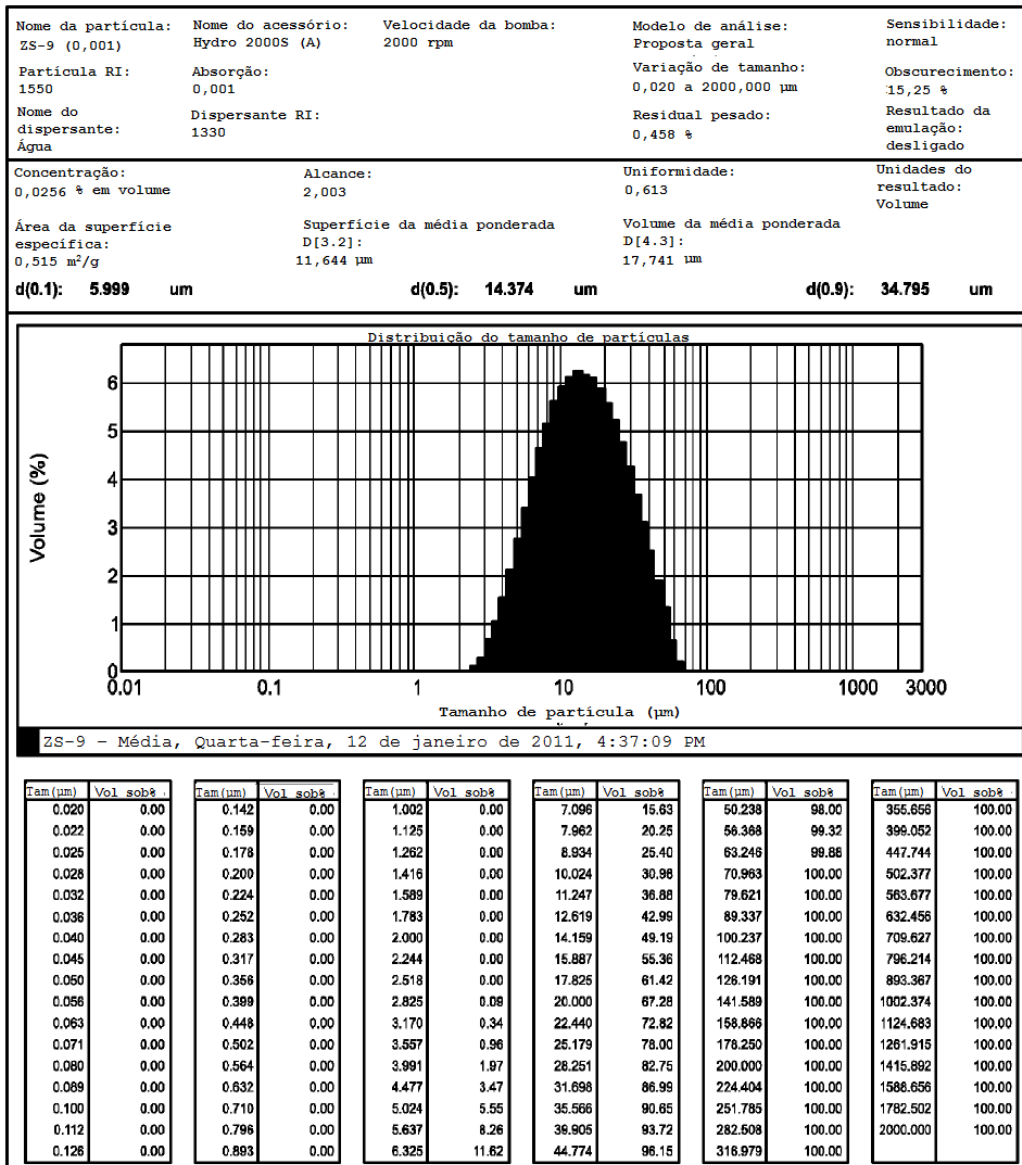 Nome da partícula: Nome do acessório: Velocidade da bomba: Modelo de análise: Sensibilidade:
ZS-9 (0,001) Hydro 2000S (A) 2000 rpm Proposta geral normal
Partícula RI: Absorção: Variação de tamanho: Obscurecimento:
1550 0,001 0,020 a 2000,000 µm 15,25 %
Nome do dispersante: Dispersante RI: Residual pesado: Resultado da emulação:
Água 1330 0,458 % desligado
Concentração: Alcance: Uniformidade: Unidades do resultado:
0,0256 % em volume 2,003 0,613 Volume
Área da superfície específica: Superfície da média ponderada D[3.2]: Volume da média ponderada D[4.3]:
0,515 m²/g 11,644 µm 17,741 µm
d(0.1): 5.999 um d(0.5): 14.374 um d(0.9): 34.795 um
Distribuição do tamanho de partículas
Volume (%)
6
5
4
3
2
1
0
0.01 0.1 1 10 100 1000 3000
Tamanho de partícula (µm)
ZS-9 - Média, Quarta-feira, 12 de janeiro de 2011, 4:37:09 PM
Tam(µm) Vol sob% Tam(µm) Vol sob% Tam(µm) Vol sob% Tam(µm) Vol sob% Tam(µm) Vol sob% Tam(µm) Vol sob%
0.020 0.00 0.142 0.00 1.002 0.00 7.096 15.63 50.238 98.00 355.656 100.00
0.022 0.00 0.159 0.00 1.125 0.00 7.962 20.25 56.368 99.32 399.052 100.00
0.025 0.00 0.178 0.00 1.262 0.00 8.934 25.40 63.246 99.88 447.744 100.00
0.028 0.00 0.200 0.00 1.416 0.00 10.024 30.98 70.963 100.00 502.377 100.00
0.032 0.00 0.224 0.00 1.589 0.00 11.247 36.88 79.621 100.00 563.677 100.00
0.036 0.00 0.252 0.00 1.783 0.00 12.619 42.99 89.337 100.00 632.456 100.00
0.040 0.00 0.283 0.00 2.000 0.00 14.159 49.19 100.237 100.00 709.627 100.00
0.045 0.00 0.317 0.00 2.244 0.00 15.887 55.36 112.468 100.00 796.214 100.00
0.050 0.00 0.356 0.00 2.518 0.00 17.825 61.42 126.191 100.00 893.367 100.00
0.056 0.00 0.399 0.00 2.825 0.09 20.000 67.28 141.589 100.00 1002.374 100.00
0.063 0.00 0.448 0.00 3.170 0.34 22.440 72.82 158.866 100.00 1124.683 100.00
0.071 0.00 0.502 0.00 3.557 0.96 25.179 78.00 178.250 100.00 1261.915 100.00
0.080 0.00 0.564 0.00 3.991 1.97 28.251 82.75 200.000 100.00 1415.892 100.00
0.089 0.00 0.632 0.00 4.477 3.47 31.698 86.99 224.404 100.00 1588.656 100.00
0.100 0.00 0.710 0.00 5.024 5.55 35.566 90.65 251.785 100.00 1782.502 100.00
0.112 0.00 0.796 0.00 5.637 8.26 39.905 93.72 282.508 100.00 2000.000 100.00
0.126 0.00 0.893 0.00 6.325 11.62 44.774 96.15 316.979 100.00